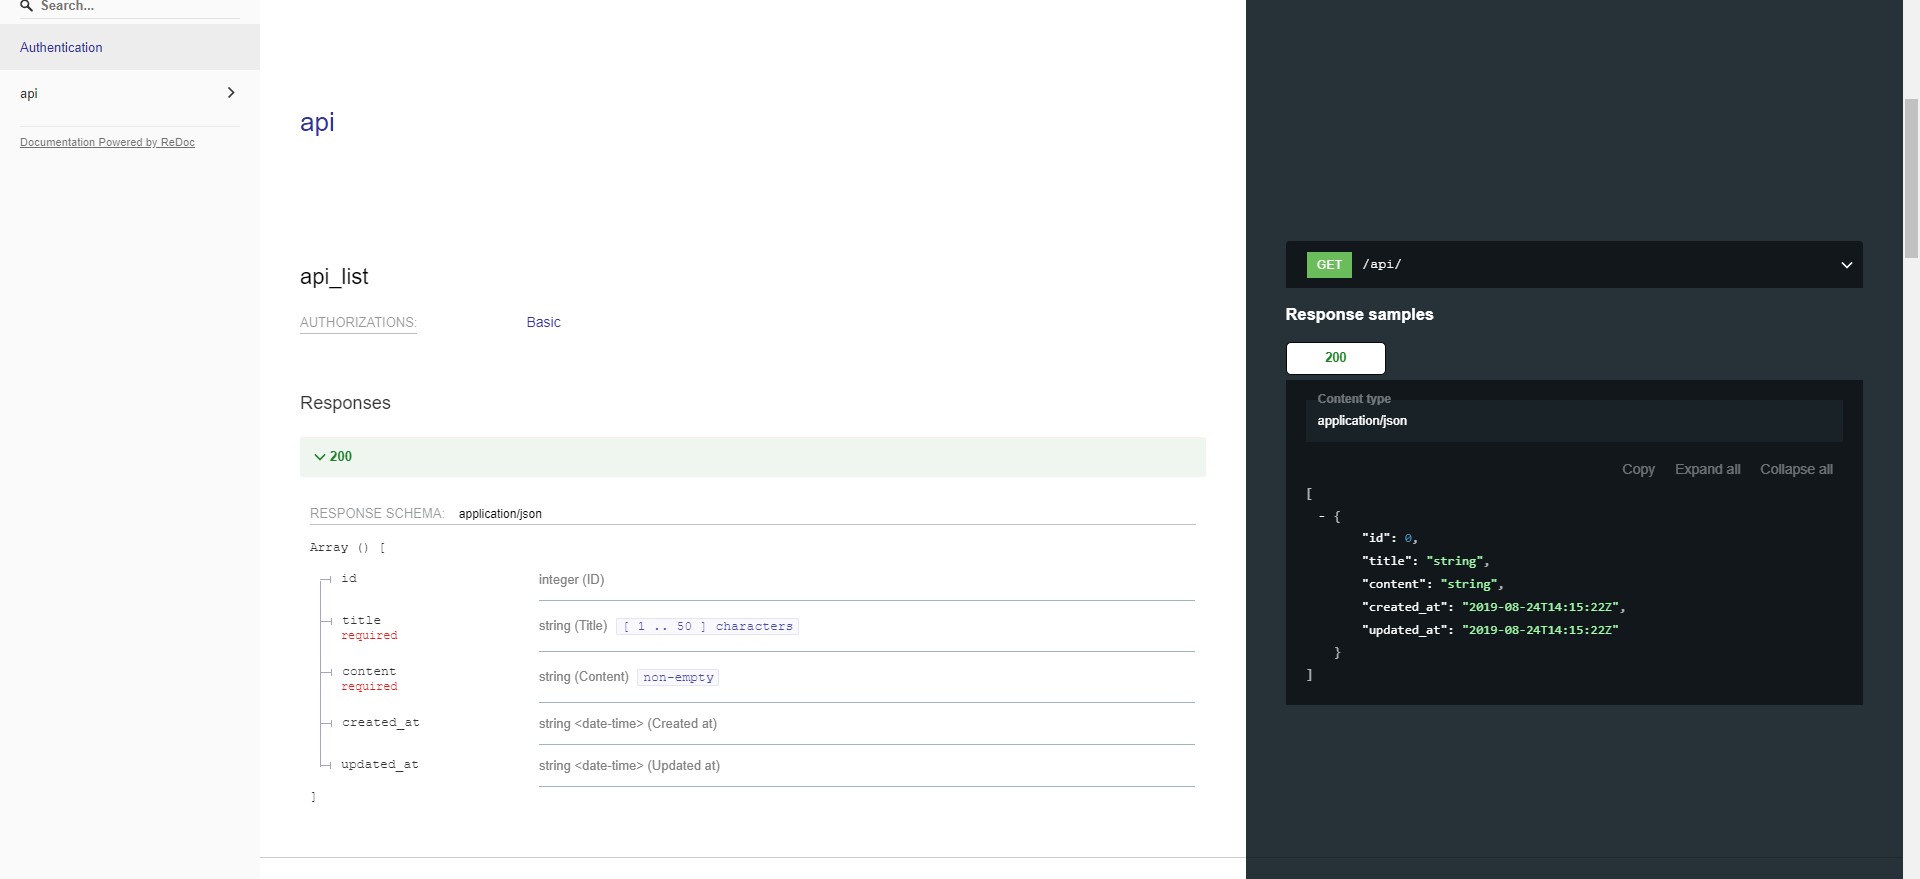 Search...
Authentication
api
Documentation Powered by ReDoc
api
api_list
AUTHORIZATIONS: Basic
Responses
200
RESPONSE SCHEMA: application/json
Array () [
id integer (ID)
title
required
string (Title) [ 1 .. 50 ] characters
content
required
string (Content) non-empty
created_at string <date-time> (Created at)
updated_at string <date-time> (Updated at)
]
GET /api/
Response samples
200
Content type
application/json
Copy Expand all Collapse all
[
- {
"id": 0,
"title": "string",
"content": "string",
"created_at": "2019-08-24T14:15:22Z",
"updated_at": "2019-08-24T14:15:22Z"
}
]